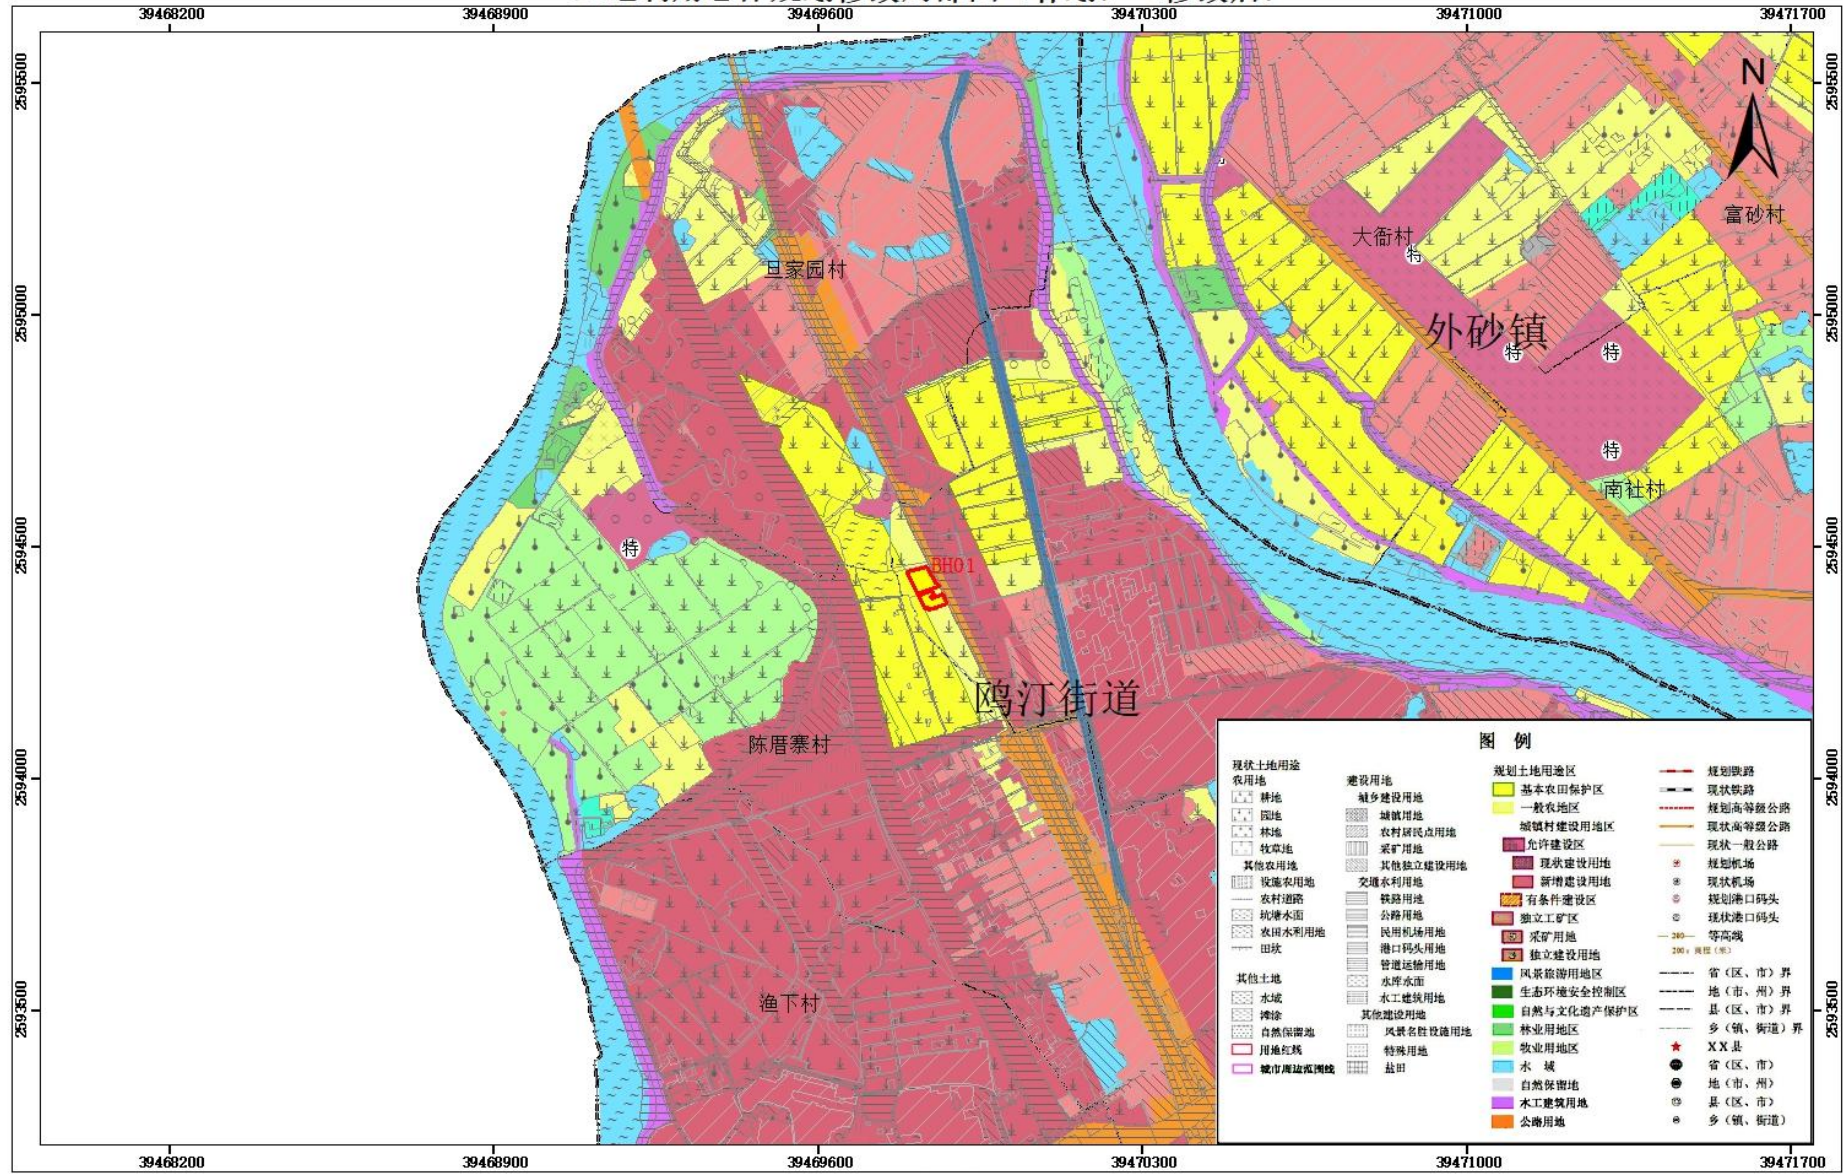 39468200 39468900 39469600 39470300 39471000 39471700
2595500
2595500
N
富砂村
大衙村
特
旦家园村
2595000
2595000
外砂镇
特
特
特
南社村
2594500
2594500
特
BH01
鸥汀街道
陈厝寨村
2594000
2594000
渔下村
2593500
2593500
图 例
现状土地用途
农用地
耕地
园地
林地
牧草地
其他农用地
设施农用地
农村道路
坑塘水面
农田水利用地
田坎
其他土地
水域
滩涂
自然保留地
用地红线
城市周边范围线
建设用地
城乡建设用地
城镇用地
农村居民点用地
采矿用地
其他独立建设用地
交通水利用地
铁路用地
公路用地
民用机场用地
港口码头用地
管道运输用地
水库水面
水工建筑用地
其他建设用地
风景名胜设施用地
特殊用地
盐田
规划土地用途区
基本农田保护区
一般农地区
城镇村建设用地区
允许建设区
现状建设用地
新增建设用地
有条件建设区
独立工矿区
采矿用地
独立建设用地
风景旅游用地区
生态环境安全控制区
自然与文化遗产保护区
林业用地区
牧业用地区
水 域
自然保留地
水工建筑用地
公路用地
规划铁路
现状铁路
规划高等级公路
现状高等级公路
现状一般公路
规划机场
现状机场
规划港口码头
现状港口码头
200 等高线
200 高程（米）
省（区、市）界
地（市、州）界
县（区、市）界
乡（镇、街道）界
XX县
省（区、市）
地（市、州）
县（区、市）
乡（镇、街道）
39468200 39468900 39469600 39470300 39471000 39471700